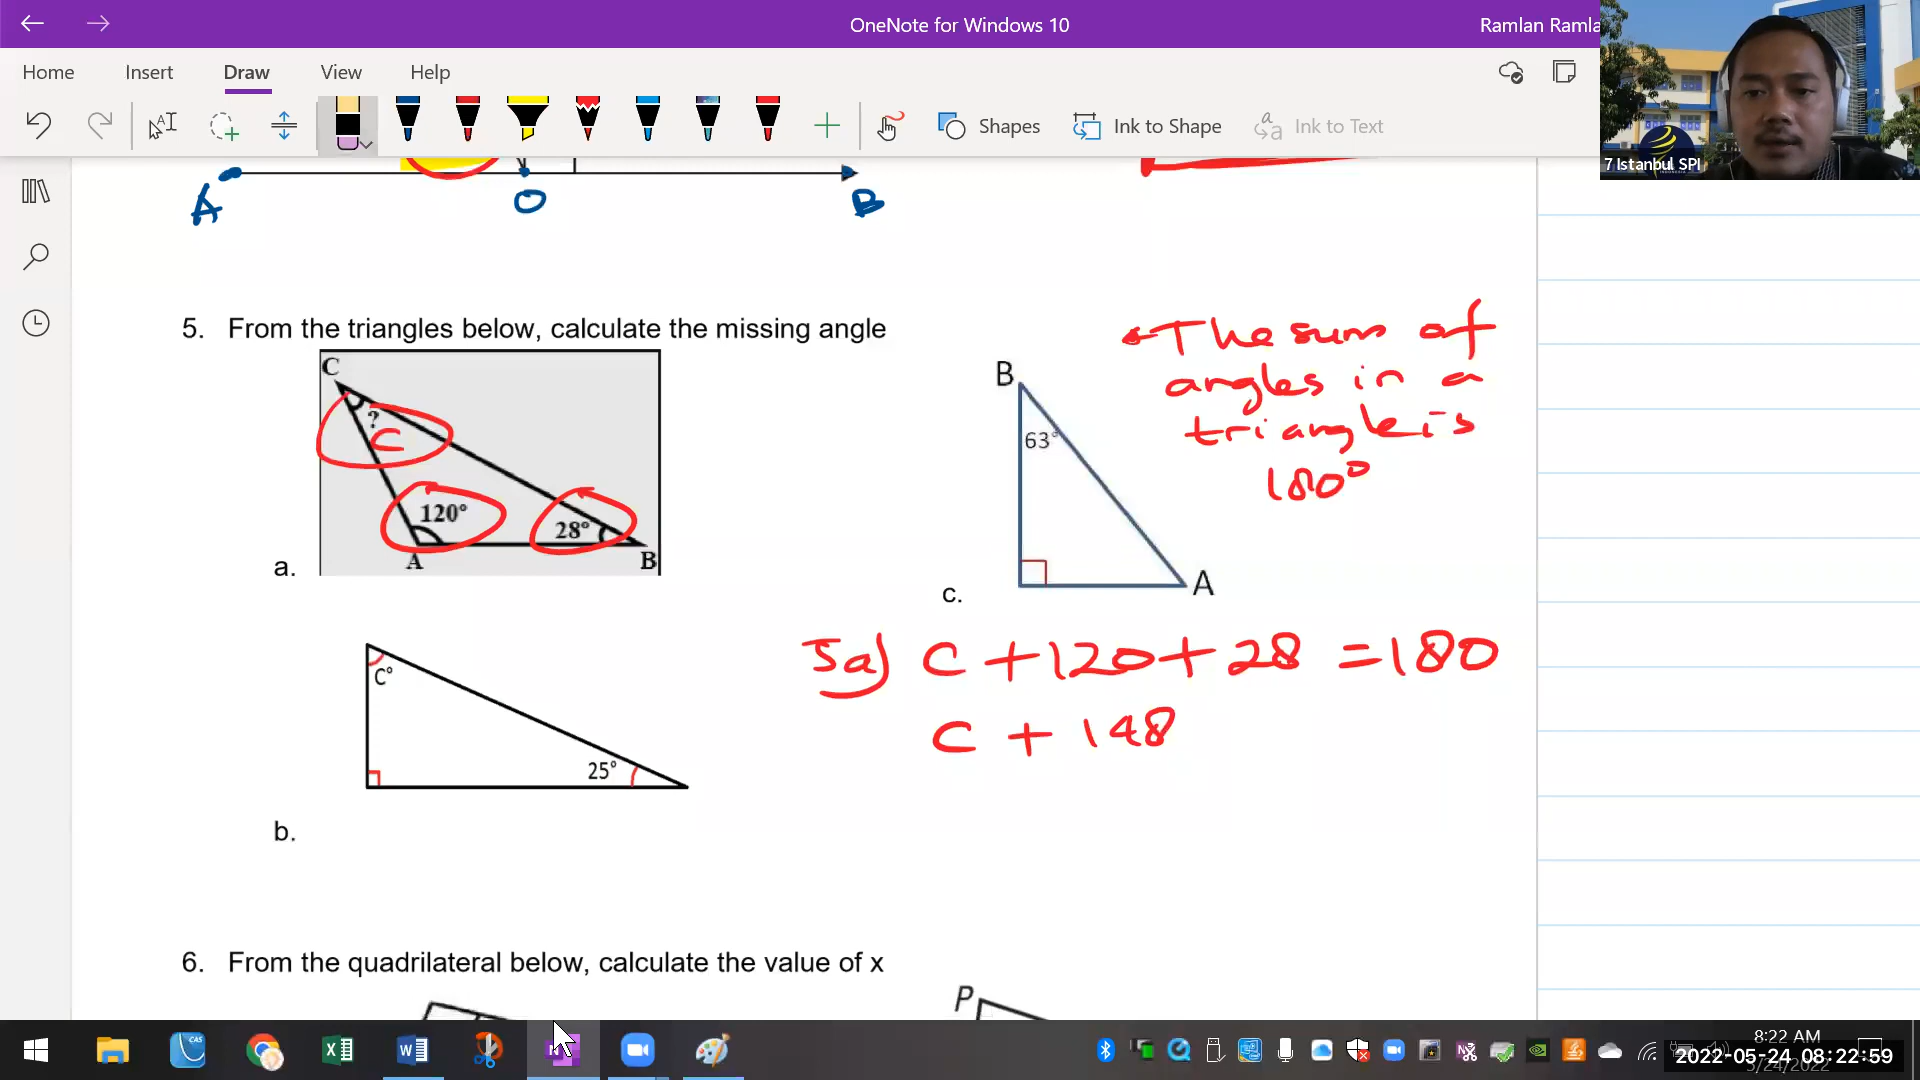 OneNote for Windows 10
Ramlan Ramla
Home Insert Draw View Help
Shapes Ink to Shape Ink to Text
7 Istanbul SPI
A O B
5. From the triangles below, calculate the missing angle
C
?
C
120°
28°
A
B
a.
B
63°
A
c.
The sum of
angles in a
triangle is
180°
C°
25°
b.
5a) C + 120 + 28 = 180
C + 148
6. From the quadrilateral below, calculate the value of x
P
8:22 AM
2022-05-24 08:22:59
5/24/2022